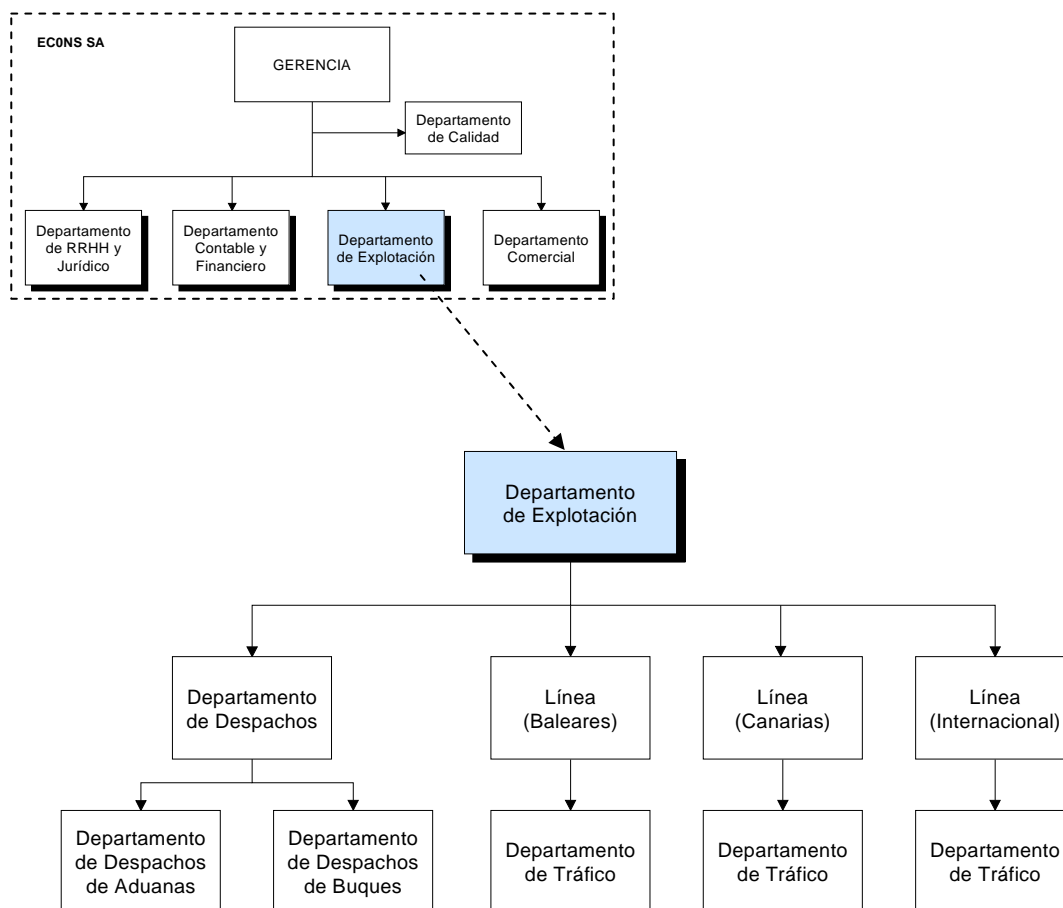 EC0NS SA
GERENCIA
Departamento
de Calidad
Departamento
de RRHH y
Jurídico
Departamento
Contable y
Financiero
Departamento
de Explotación
Departamento
Comercial
Departamento
de Explotación
Departamento
de Despachos
Línea
(Baleares)
Línea
(Canarias)
Línea
(Internacional)
Departamento
de Despachos
de Aduanas
Departamento
de Despachos
de Buques
Departamento
de Tráfico
Departamento
de Tráfico
Departamento
de Tráfico